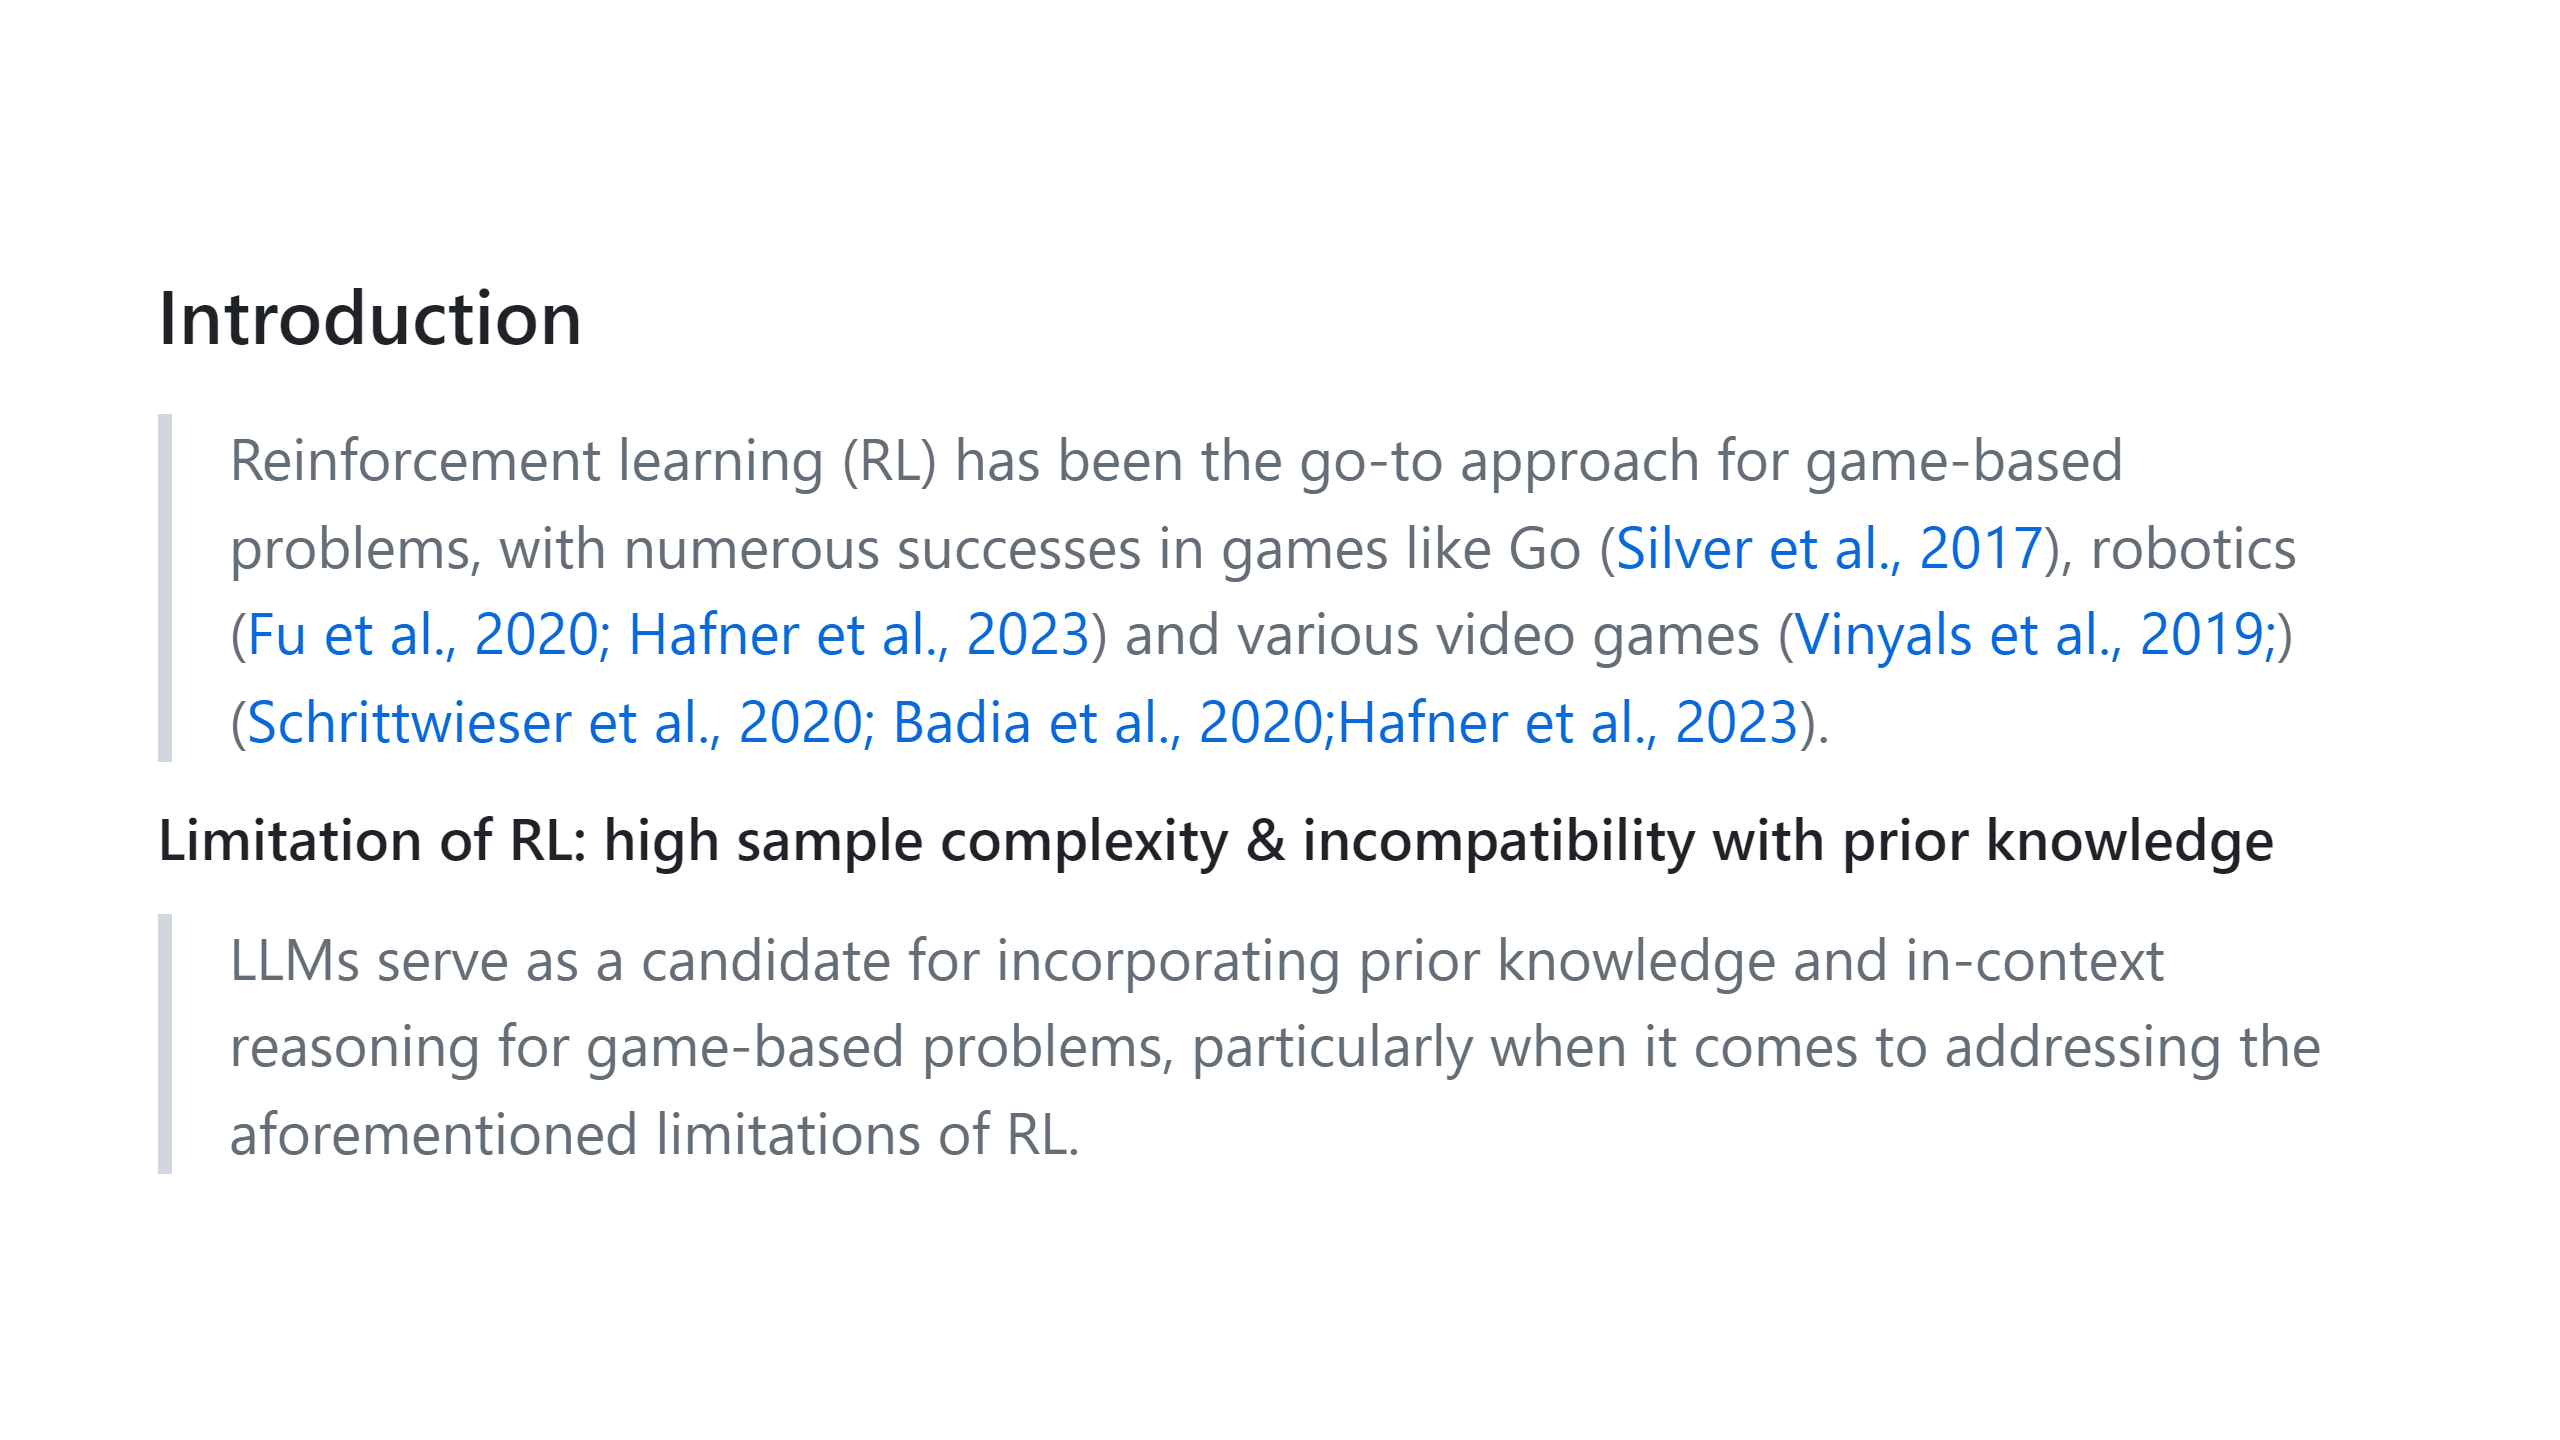 Introduction
Reinforcement learning (RL) has been the go-to approach for game-based
problems, with numerous successes in games like Go (Silver et al., 2017), robotics
(Fu et al., 2020; Hafner et al., 2023) and various video games (Vinyals et al., 2019;)
(Schrittwieser et al., 2020; Badia et al., 2020;Hafner et al., 2023).
Limitation of RL: high sample complexity & incompatibility with prior knowledge
LLMs serve as a candidate for incorporating prior knowledge and in-context
reasoning for game-based problems, particularly when it comes to addressing the
aforementioned limitations of RL.